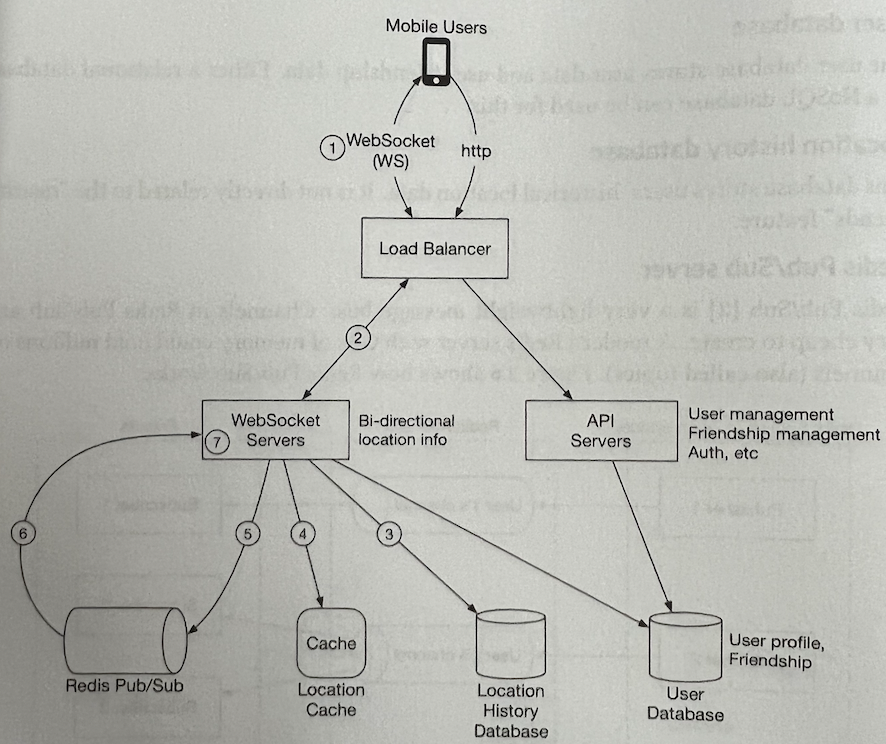 Mobile Users
1
WebSocket
(WS)
http
Load Balancer
2
WebSocket
Servers
7
Bi-directional
location info
API
Servers
User management
Friendship management
Auth, etc
6
5
4
3
Redis Pub/Sub
Cache
Location
Cache
Location
History
Database
User
Database
User profile,
Friendship